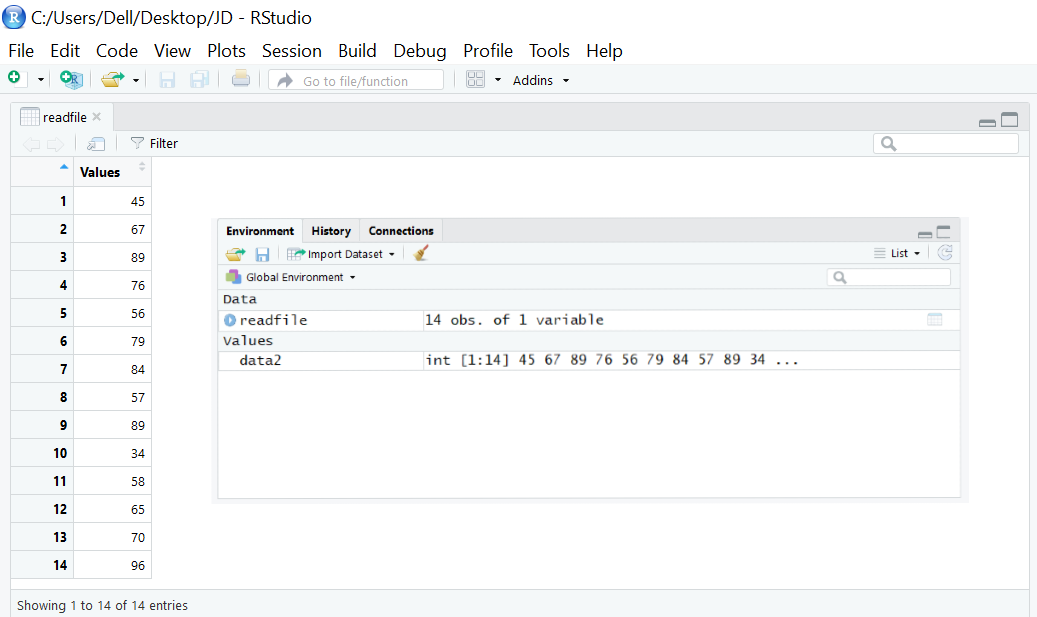 C:/Users/Dell/Desktop/JD - RStudio
File Edit Code View Plots Session Build Debug Profile Tools Help
Go to file/function Addins
readfile
Filter
Values
1 45
2 67
3 89
4 76
5 56
6 79
7 84
8 57
9 89
10 34
11 58
12 65
13 70
14 96
Showing 1 to 14 of 14 entries
Environment History Connections
Import Dataset List
Global Environment
Data
readfile 14 obs. of 1 variable
Values
data2 int [1:14] 45 67 89 76 56 79 84 57 89 34 ...